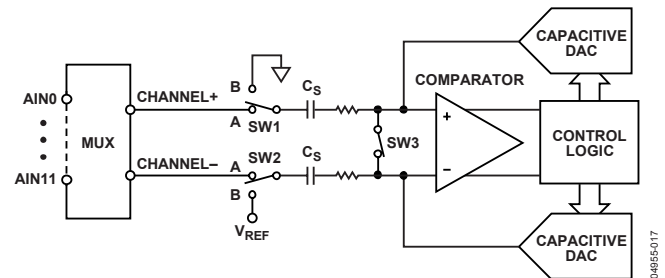 CAPACITIVE
DAC
B
CS
COMPARATOR
AIN0
CHANNEL+
A
SW1
+
MUX
SW3
CONTROL
LOGIC
CHANNEL–
A
SW2
CS
–
AIN11
B
VREF
CAPACITIVE
DAC
04955-017